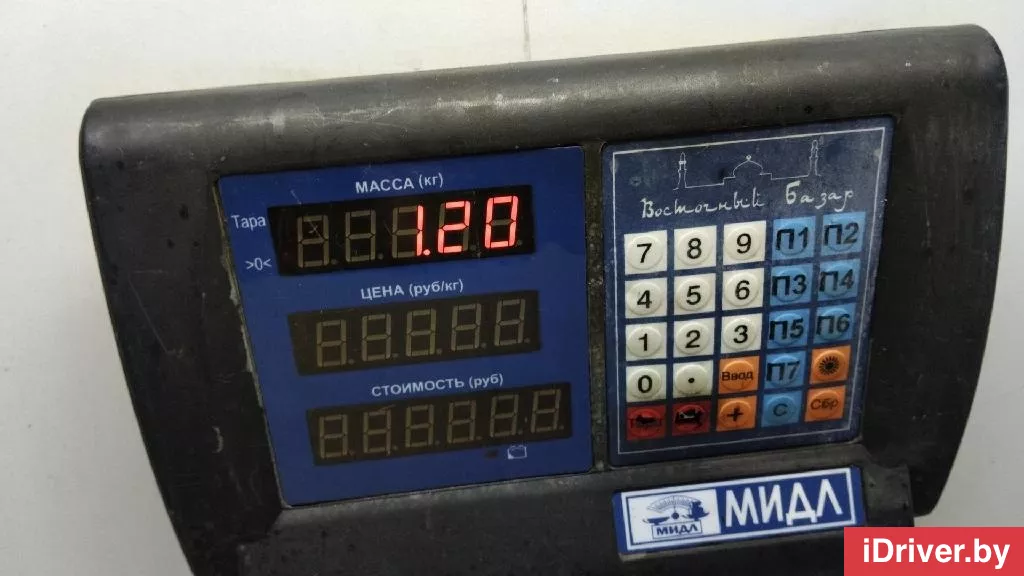 МАССА (кг)
Тара
1.20
>0<
ЦЕНА (руб/кг)
СТОИМОСТЬ (руб)
Восточный Базар
7 8 9 П1 П2
4 5 6 П3 П4
1 2 3 П5 П6
0 . Ввод П7
+ С Сбр
МИДЛ
МИДЛ
iDriver.by